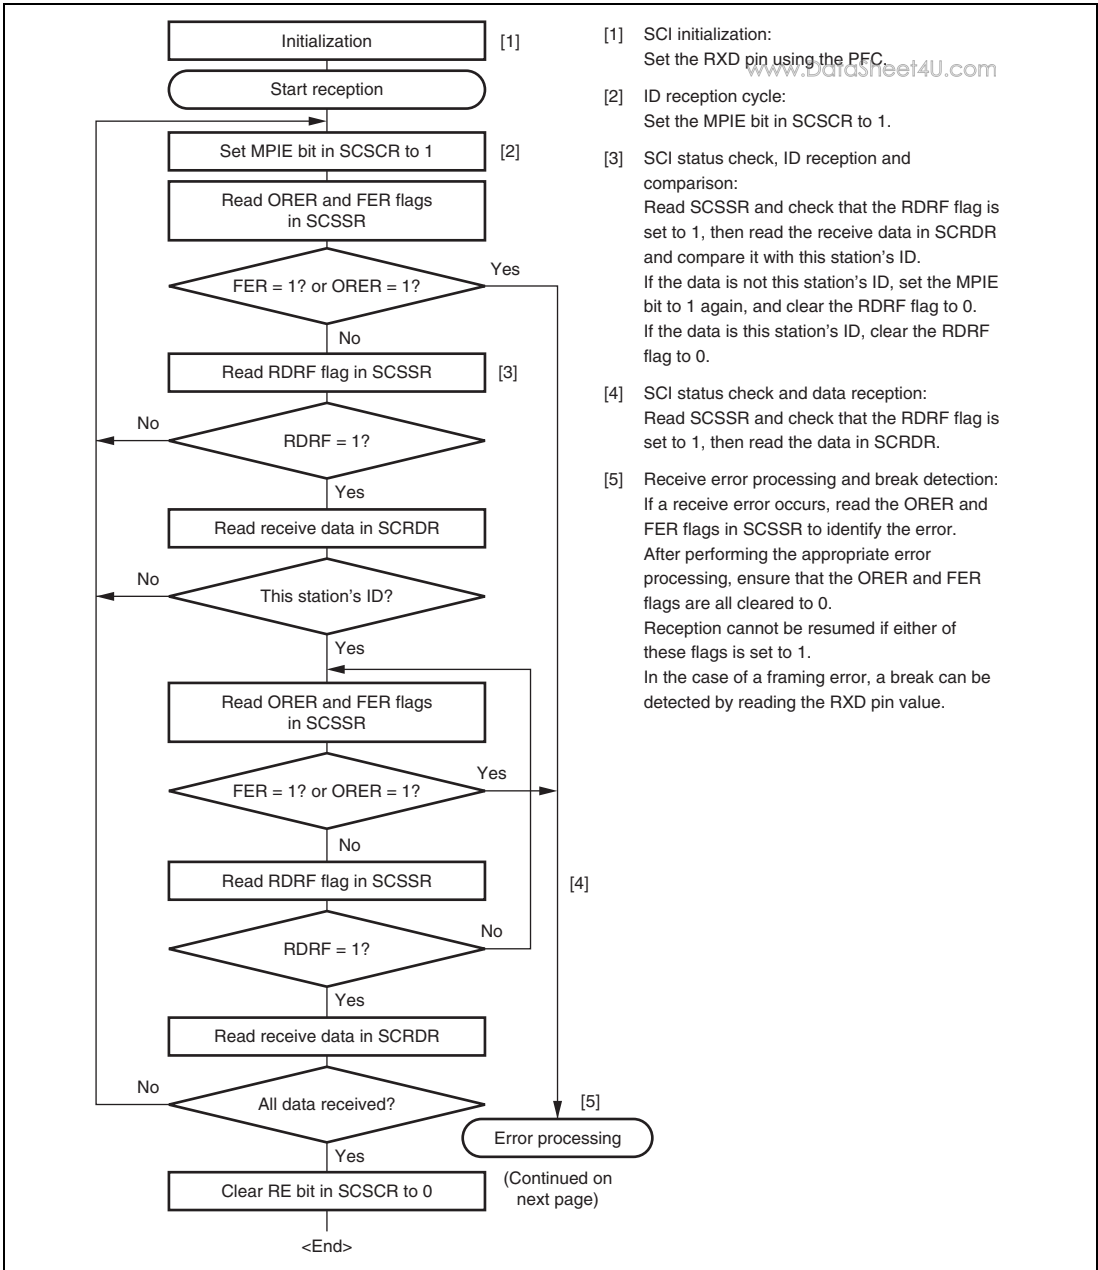 Initialization [1]
Start reception
Set MPIE bit in SCSCR to 1 [2]
Read ORER and FER flags
in SCSSR
FER = 1? or ORER = 1?
Yes
No
Read RDRF flag in SCSSR [3]
No
RDRF = 1?
Yes
Read receive data in SCRDR
No
This station's ID?
Yes
Read ORER and FER flags
in SCSSR
FER = 1? or ORER = 1?
Yes
No
Read RDRF flag in SCSSR
[4]
RDRF = 1?
No
Yes
Read receive data in SCRDR
No
All data received?
[5]
Error processing
(Continued on
next page)
Yes
Clear RE bit in SCSCR to 0
<End>
[1] SCI initialization:
Set the RXD pin using the PFC.
www.DataSheet4U.com
[2] ID reception cycle:
Set the MPIE bit in SCSCR to 1.
[3] SCI status check, ID reception and
comparison:
Read SCSSR and check that the RDRF flag is
set to 1, then read the receive data in SCRDR
and compare it with this station's ID.
If the data is not this station's ID, set the MPIE
bit to 1 again, and clear the RDRF flag to 0.
If the data is this station's ID, clear the RDRF
flag to 0.
[4] SCI status check and data reception:
Read SCSSR and check that the RDRF flag is
set to 1, then read the data in SCRDR.
[5] Receive error processing and break detection:
If a receive error occurs, read the ORER and
FER flags in SCSSR to identify the error.
After performing the appropriate error
processing, ensure that the ORER and FER
flags are all cleared to 0.
Reception cannot be resumed if either of
these flags is set to 1.
In the case of a framing error, a break can be
detected by reading the RXD pin value.